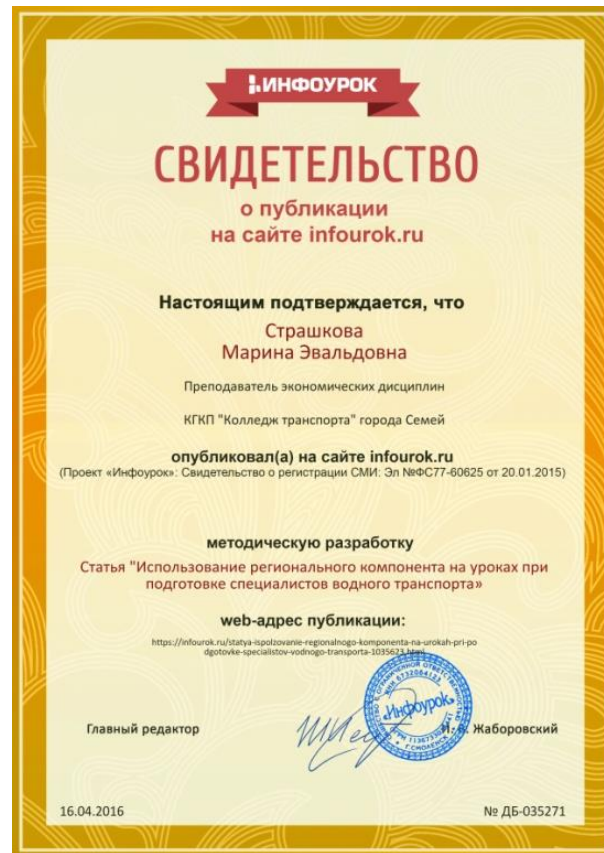 ИНФОУРОК
СВИДЕТЕЛЬСТВО
о публикации
на сайте infourok.ru
Настоящим подтверждается, что
Страшкова
Марина Эвальдовна
Преподаватель экономических дисциплин
КГКП "Колледж транспорта" города Семей
опубликовал(а) на сайте infourok.ru
(Проект «Инфоурок»: Свидетельство о регистрации СМИ: Эл №ФС77-60625 от 20.01.2015)
методическую разработку
Статья "Использование регионального компонента на уроках при
подготовке специалистов водного транспорта»
web-адрес публикации:
https://infourok.ru/statya-ispolzovanie-regionalnogo-komponenta-na-urokah-pri-po
dgotovke-specialistov-vodnogo-transporta-1035623.html
Главный редактор
«Инфоурок»
Г.СМОЛЕНСК
Жаборовский
16.04.2016
№ ДБ-035271